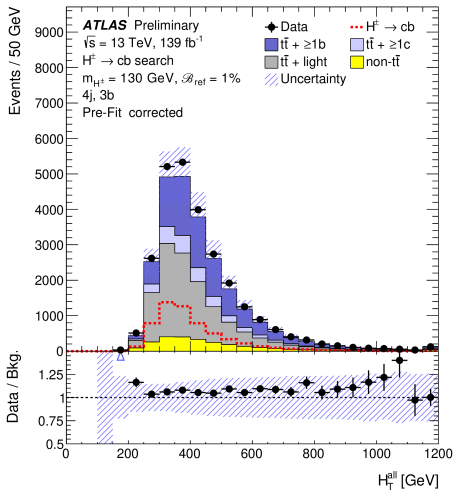 ATLAS Preliminary
√s = 13 TeV, 139 fb⁻¹
H± → cb search
m_H± = 130 GeV, ℬ_ref = 1%
4j, 3b
Pre-Fit corrected
Data
H± → cb
tt̄ + ≥1b
tt̄ + ≥1c
tt̄ + light
non-tt̄
Uncertainty
Events / 50 GeV
9000
8000
7000
6000
5000
4000
3000
2000
1000
0
Data / Bkg.
1.25
1
0.75
0.5
0 200 400 600 800 1000 1200
H_T^all [GeV]